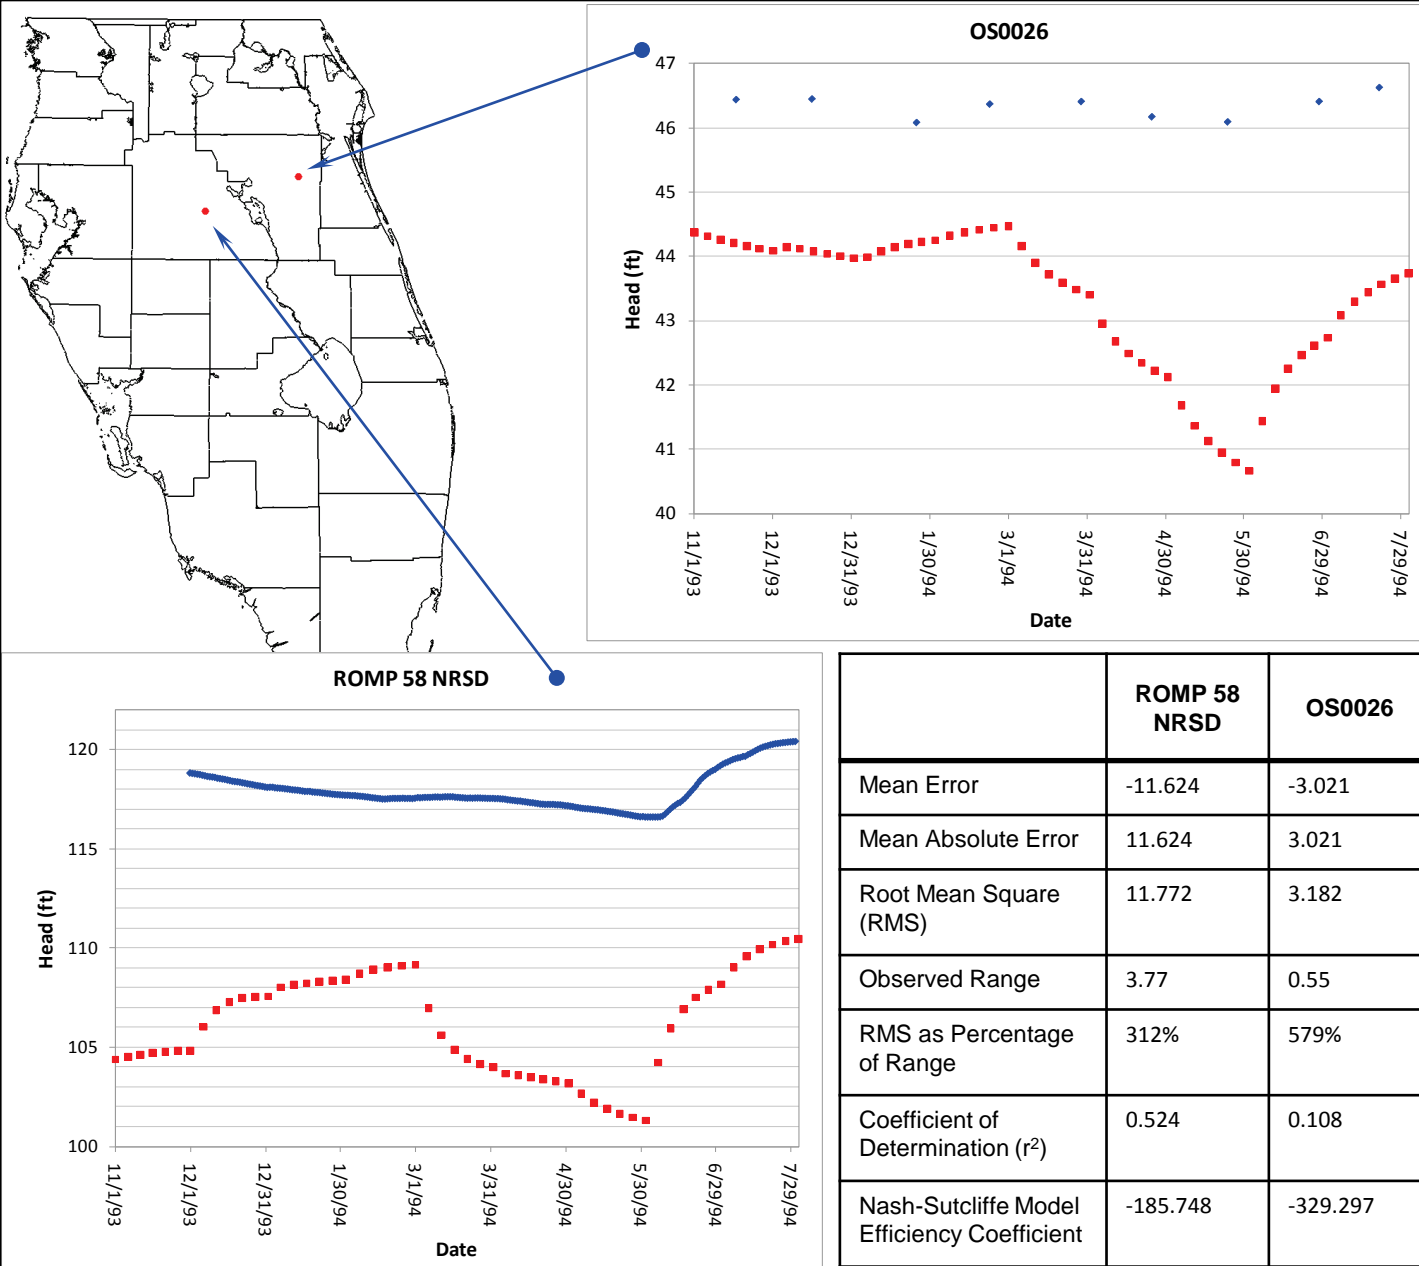 OS0026
47
46
45
44
43
42
41
40
Head (ft)
11/1/93
12/1/93
12/31/93
1/30/94
3/1/94
3/31/94
4/30/94
5/30/94
6/29/94
7/29/94
Date
ROMP 58 NRSD
120
115
110
105
100
Head (ft)
11/1/93
12/1/93
12/31/93
1/30/94
3/1/94
3/31/94
4/30/94
5/30/94
6/29/94
7/29/94
Date
ROMP 58
NRSD
OS0026
Mean Error -11.624 -3.021
Mean Absolute Error 11.624 3.021
Root Mean Square 11.772 3.182
(RMS)
Observed Range 3.77 0.55
RMS as Percentage 312% 579%
of Range
Coefficient of 0.524 0.108
Determination (r²)
Nash-Sutcliffe Model -185.748 -329.297
Efficiency Coefficient